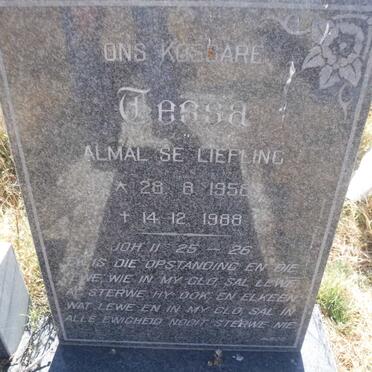 ONS KOSBARE
Tessa
ALMAL SE LIEFLING
* 28. 8. 1956
† 14. 12. 1988
JOH 11 25 — 26
EK IS DIE OPSTANDING EN DIE
LEWE, WIE IN MY GLO, SAL LEWE
AL STERWE HY OOK, EN ELKEEN
WAT LEWE EN IN MY GLO, SAL IN
ALLE EWIGHEID NOOIT STERWE NIE